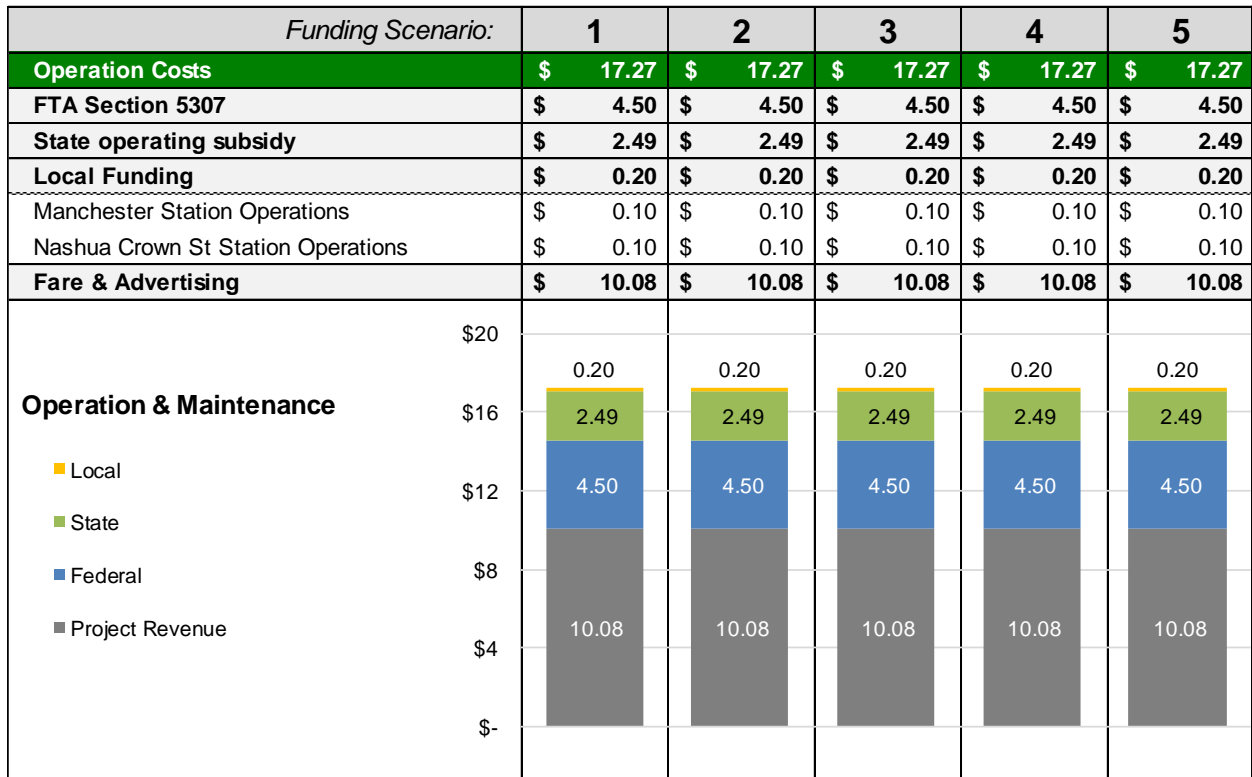 Funding Scenario: 1 2 3 4 5
Operation Costs $ 17.27 $ 17.27 $ 17.27 $ 17.27 $ 17.27
FTA Section 5307 $ 4.50 $ 4.50 $ 4.50 $ 4.50 $ 4.50
State operating subsidy $ 2.49 $ 2.49 $ 2.49 $ 2.49 $ 2.49
Local Funding $ 0.20 $ 0.20 $ 0.20 $ 0.20 $ 0.20
Manchester Station Operations $ 0.10 $ 0.10 $ 0.10 $ 0.10 $ 0.10
Nashua Crown St Station Operations $ 0.10 $ 0.10 $ 0.10 $ 0.10 $ 0.10
Fare & Advertising $ 10.08 $ 10.08 $ 10.08 $ 10.08 $ 10.08
$20
0.20 0.20 0.20 0.20 0.20
Operation & Maintenance $16 2.49 2.49 2.49 2.49 2.49
Local
$12 4.50 4.50 4.50 4.50 4.50
State
Federal $8
Project Revenue 10.08 10.08 10.08 10.08 10.08
$4
$-